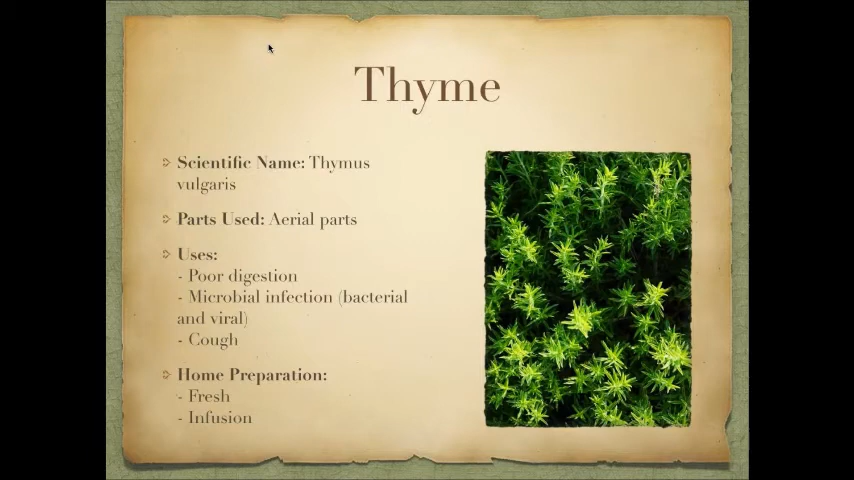 Thyme
Scientific Name: Thymus
vulgaris
Parts Used: Aerial parts
Uses:
- Poor digestion
- Microbial infection (bacterial
and viral)
- Cough
Home Preparation:
- Fresh
- Infusion